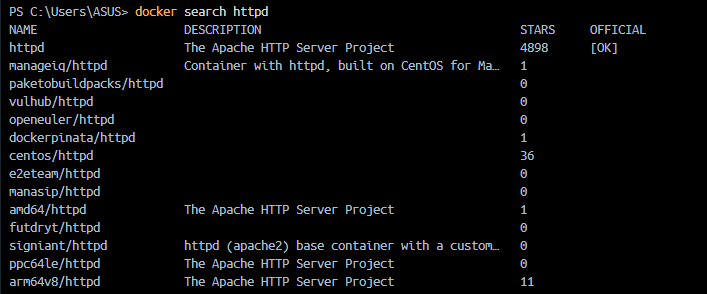 PS C:\Users\ASUS> docker search httpd
NAME DESCRIPTION STARS OFFICIAL
httpd The Apache HTTP Server Project 4898 [OK]
manageiq/httpd Container with httpd, built on CentOS for Ma… 1
paketobuildpacks/httpd 0
vulhub/httpd 0
openeuler/httpd 0
dockerpinata/httpd 1
centos/httpd 36
e2eteam/httpd 0
manasip/httpd 0
amd64/httpd The Apache HTTP Server Project 1
futdryt/httpd 0
signiant/httpd httpd (apache2) base container with a custom… 0
ppc64le/httpd The Apache HTTP Server Project 0
arm64v8/httpd The Apache HTTP Server Project 11